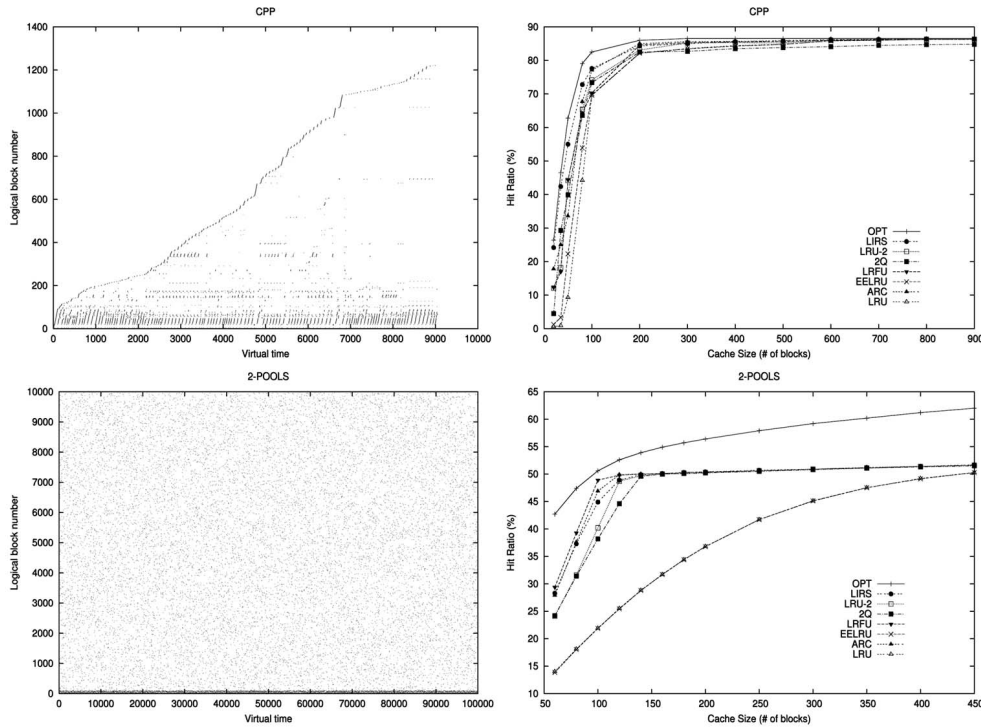 CPP
1400
1200
1000
800
600
400
200
0
Logical block number
0 1000 2000 3000 4000 5000 6000 7000 8000 9000 10000
Virtual time
CPP
90
80
70
60
50
40
30
20
10
0
Hit Ratio (%)
OPT
LIRS
LRU-2
2Q
LRFU
EELRU
ARC
LRU
0 100 200 300 400 500 600 700 800 900
Cache Size (# of blocks)
2-POOLS
10000
9000
8000
7000
6000
5000
4000
3000
2000
1000
0
Logical block number
0 10000 20000 30000 40000 50000 60000 70000 80000 90000 100000
Virtual time
2-POOLS
65
60
55
50
45
40
35
30
25
20
15
10
Hit Ratio (%)
OPT
LIRS
LRU-2
2Q
LRFU
EELRU
ARC
LRU
50 100 150 200 250 300 350 400 450
Cache Size (# of blocks)